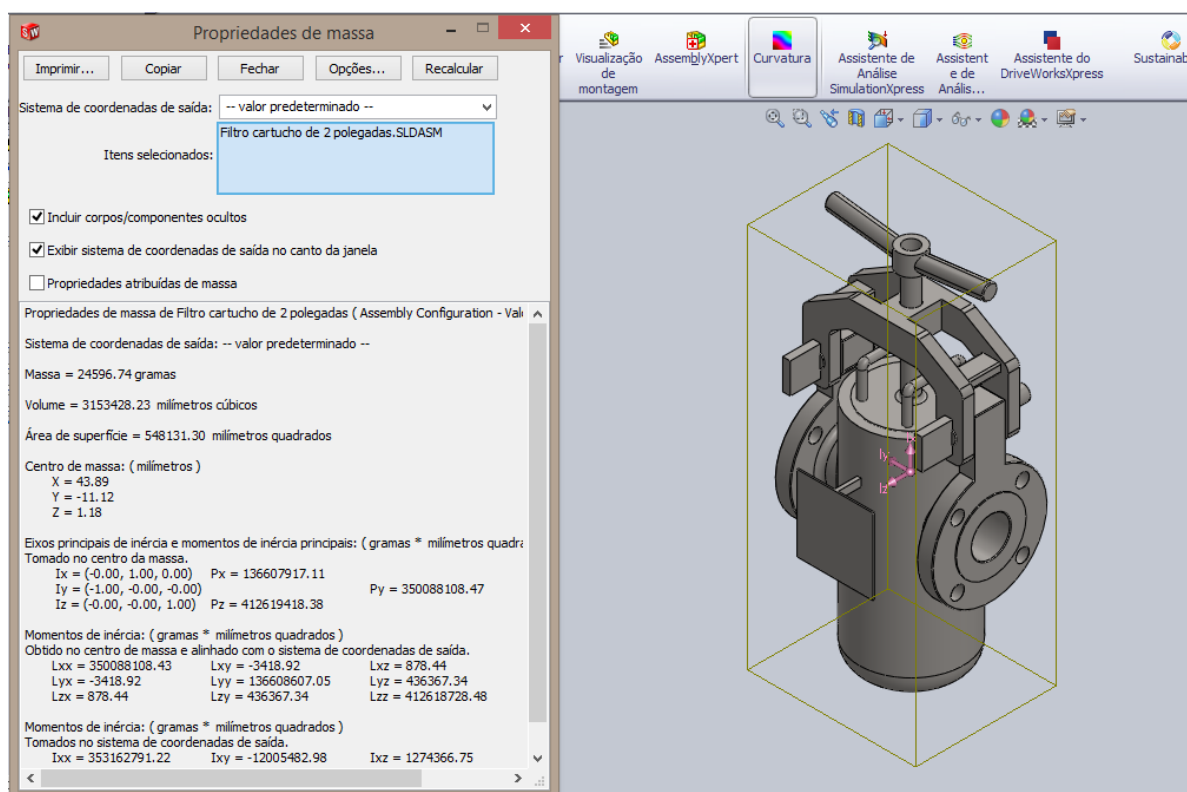 Propriedades de massa
Imprimir... Copiar Fechar Opções... Recalcular
Sistema de coordenadas de saída: -- valor predeterminado --
Filtro cartucho de 2 polegadas.SLDASM
Itens selecionados:
Incluir corpos/componentes ocultos
Exibir sistema de coordenadas de saída no canto da janela
Propriedades atribuídas de massa
Propriedades de massa de Filtro cartucho de 2 polegadas ( Assembly Configuration - Val
Sistema de coordenadas de saída: -- valor predeterminado --
Massa = 24596.74 gramas
Volume = 3153428.23 milímetros cúbicos
Área de superfície = 548131.30 milímetros quadrados
Centro de massa: ( milímetros )
X = 43.89
Y = -11.12
Z = 1.18
Eixos principais de inércia e momentos de inércia principais: ( gramas * milímetros quadra
Tomado no centro da massa.
Ix = (-0.00, 1.00, 0.00) Px = 136607917.11
Iy = (-1.00, -0.00, -0.00) Py = 350088108.47
Iz = (-0.00, -0.00, 1.00) Pz = 412619418.38
Momentos de inércia: ( gramas * milímetros quadrados )
Obtido no centro de massa e alinhado com o sistema de coordenadas de saída.
Lxx = 350088108.43 Lxy = -3418.92 Lxz = 878.44
Lyx = -3418.92 Lyy = 136608607.05 Lyz = 436367.34
Lzx = 878.44 Lzy = 436367.34 Lzz = 412618728.48
Momentos de inércia: ( gramas * milímetros quadrados )
Tomados no sistema de coordenadas de saída.
Ixx = 353162791.22 Ixy = -12005482.98 Ixz = 1274366.75
r Visualização de montagem
AssemblyXpert
Curvatura
Assistente de Análise SimulationXpress
Assistent e de Anális...
Assistente do DriveWorksXpress
Sustainab
Iy
Iz